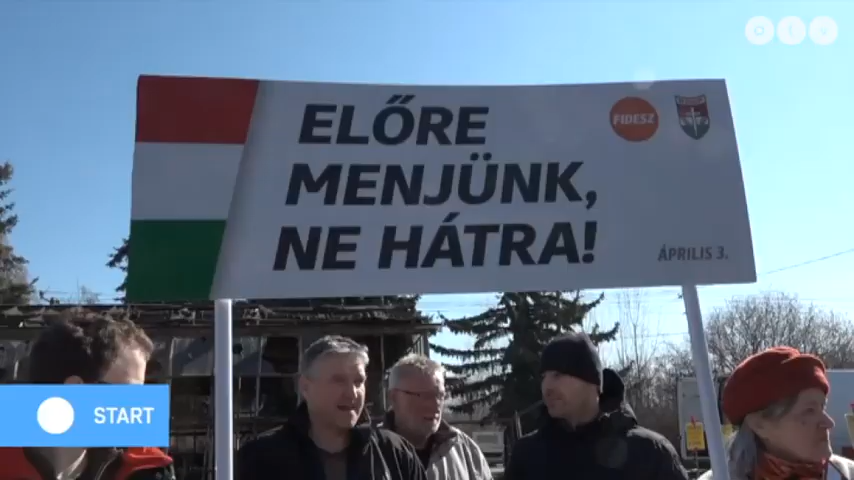 ELŐRE
MENJÜNK,
NE HÁTRA!
FIDESZ
ÁPRILIS 3.
START